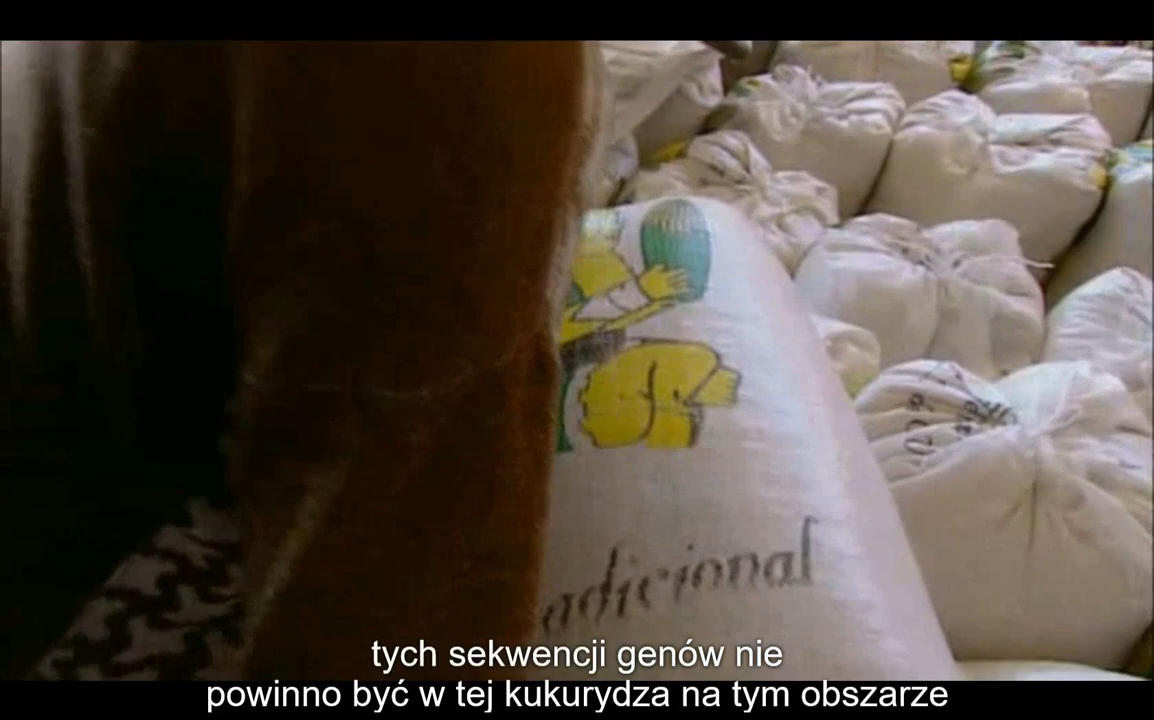 adicional
tych sekwencji genów nie
powinno być w tej kukurydza na tym obszarze